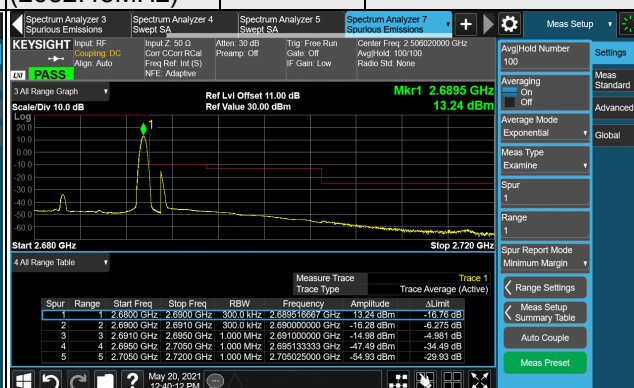 Spectrum Analyzer 3
Spurious Emissions
Spectrum Analyzer 4
Swept SA
Spectrum Analyzer 5
Swept SA
Spectrum Analyzer 7
Spurious Emissions
Meas Setup
KEYSIGHT
Input: RF
Coupling: DC
Align: Auto
Input Z: 50 Ω
Corr CCorr RCal
Freq Ref: Int (S)
NFE: Adaptive
Atten: 30 dB
Preamp: Off
Trig: Free Run
Gate: Off
IF Gain: Low
Center Freq: 2.506020000 GHz
Avg|Hold: 100/100
Radio Std: None
LXI PASS
3 All Range Graph
Scale/Div 10.0 dB
Ref Lvl Offset 11.00 dB
Ref Value 30.00 dBm
Mkr1 2.6895 GHz
13.24 dBm
Log
20.0
10.0
0.00
-10.0
-20.0
-30.0
-40.0
-50.0
-60.0
1
Start 2.680 GHz
Stop 2.720 GHz
4 All Range Table
Measure Trace Trace 1
Trace Type Trace Average (Active)
Spur Range Start Freq Stop Freq RBW Frequency Amplitude ΔLimit
1 1 2.6800 GHz 2.6900 GHz 300.0 kHz 2.689516667 GHz 13.24 dBm -16.76 dB
2 2 2.6900 GHz 2.6910 GHz 300.0 kHz 2.690000000 GHz -16.28 dBm -6.275 dB
3 3 2.6910 GHz 2.6950 GHz 1.000 MHz 2.691000000 GHz -14.98 dBm -4.981 dB
4 4 2.6950 GHz 2.7050 GHz 1.000 MHz 2.695133333 GHz -47.49 dBm -34.49 dB
5 5 2.7050 GHz 2.7200 GHz 1.000 MHz 2.705025000 GHz -54.93 dBm -29.93 dB
Avg|Hold Number
100
Averaging
On
Off
Average Mode
Exponential
Meas Type
Examine
Spur
1
Range
1
Spur Report Mode
Minimum Margin
Range Settings
Meas Setup
Summary Table
Auto Couple
Meas Preset
Settings
Meas
Standard
Advanced
Global
May 20, 2021
12:40:12 PM